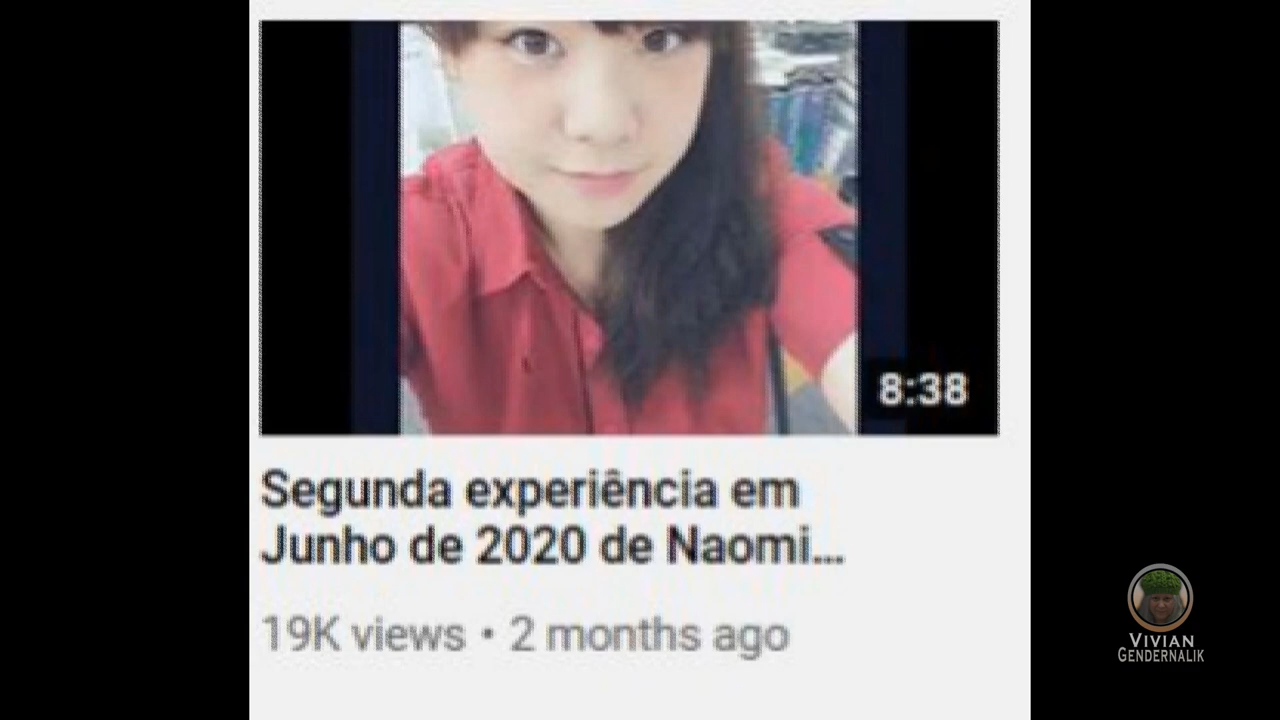 8:38
Segunda experiência em
Junho de 2020 de Naomi...
19K views • 2 months ago
VIVIAN
GENDERNALIK